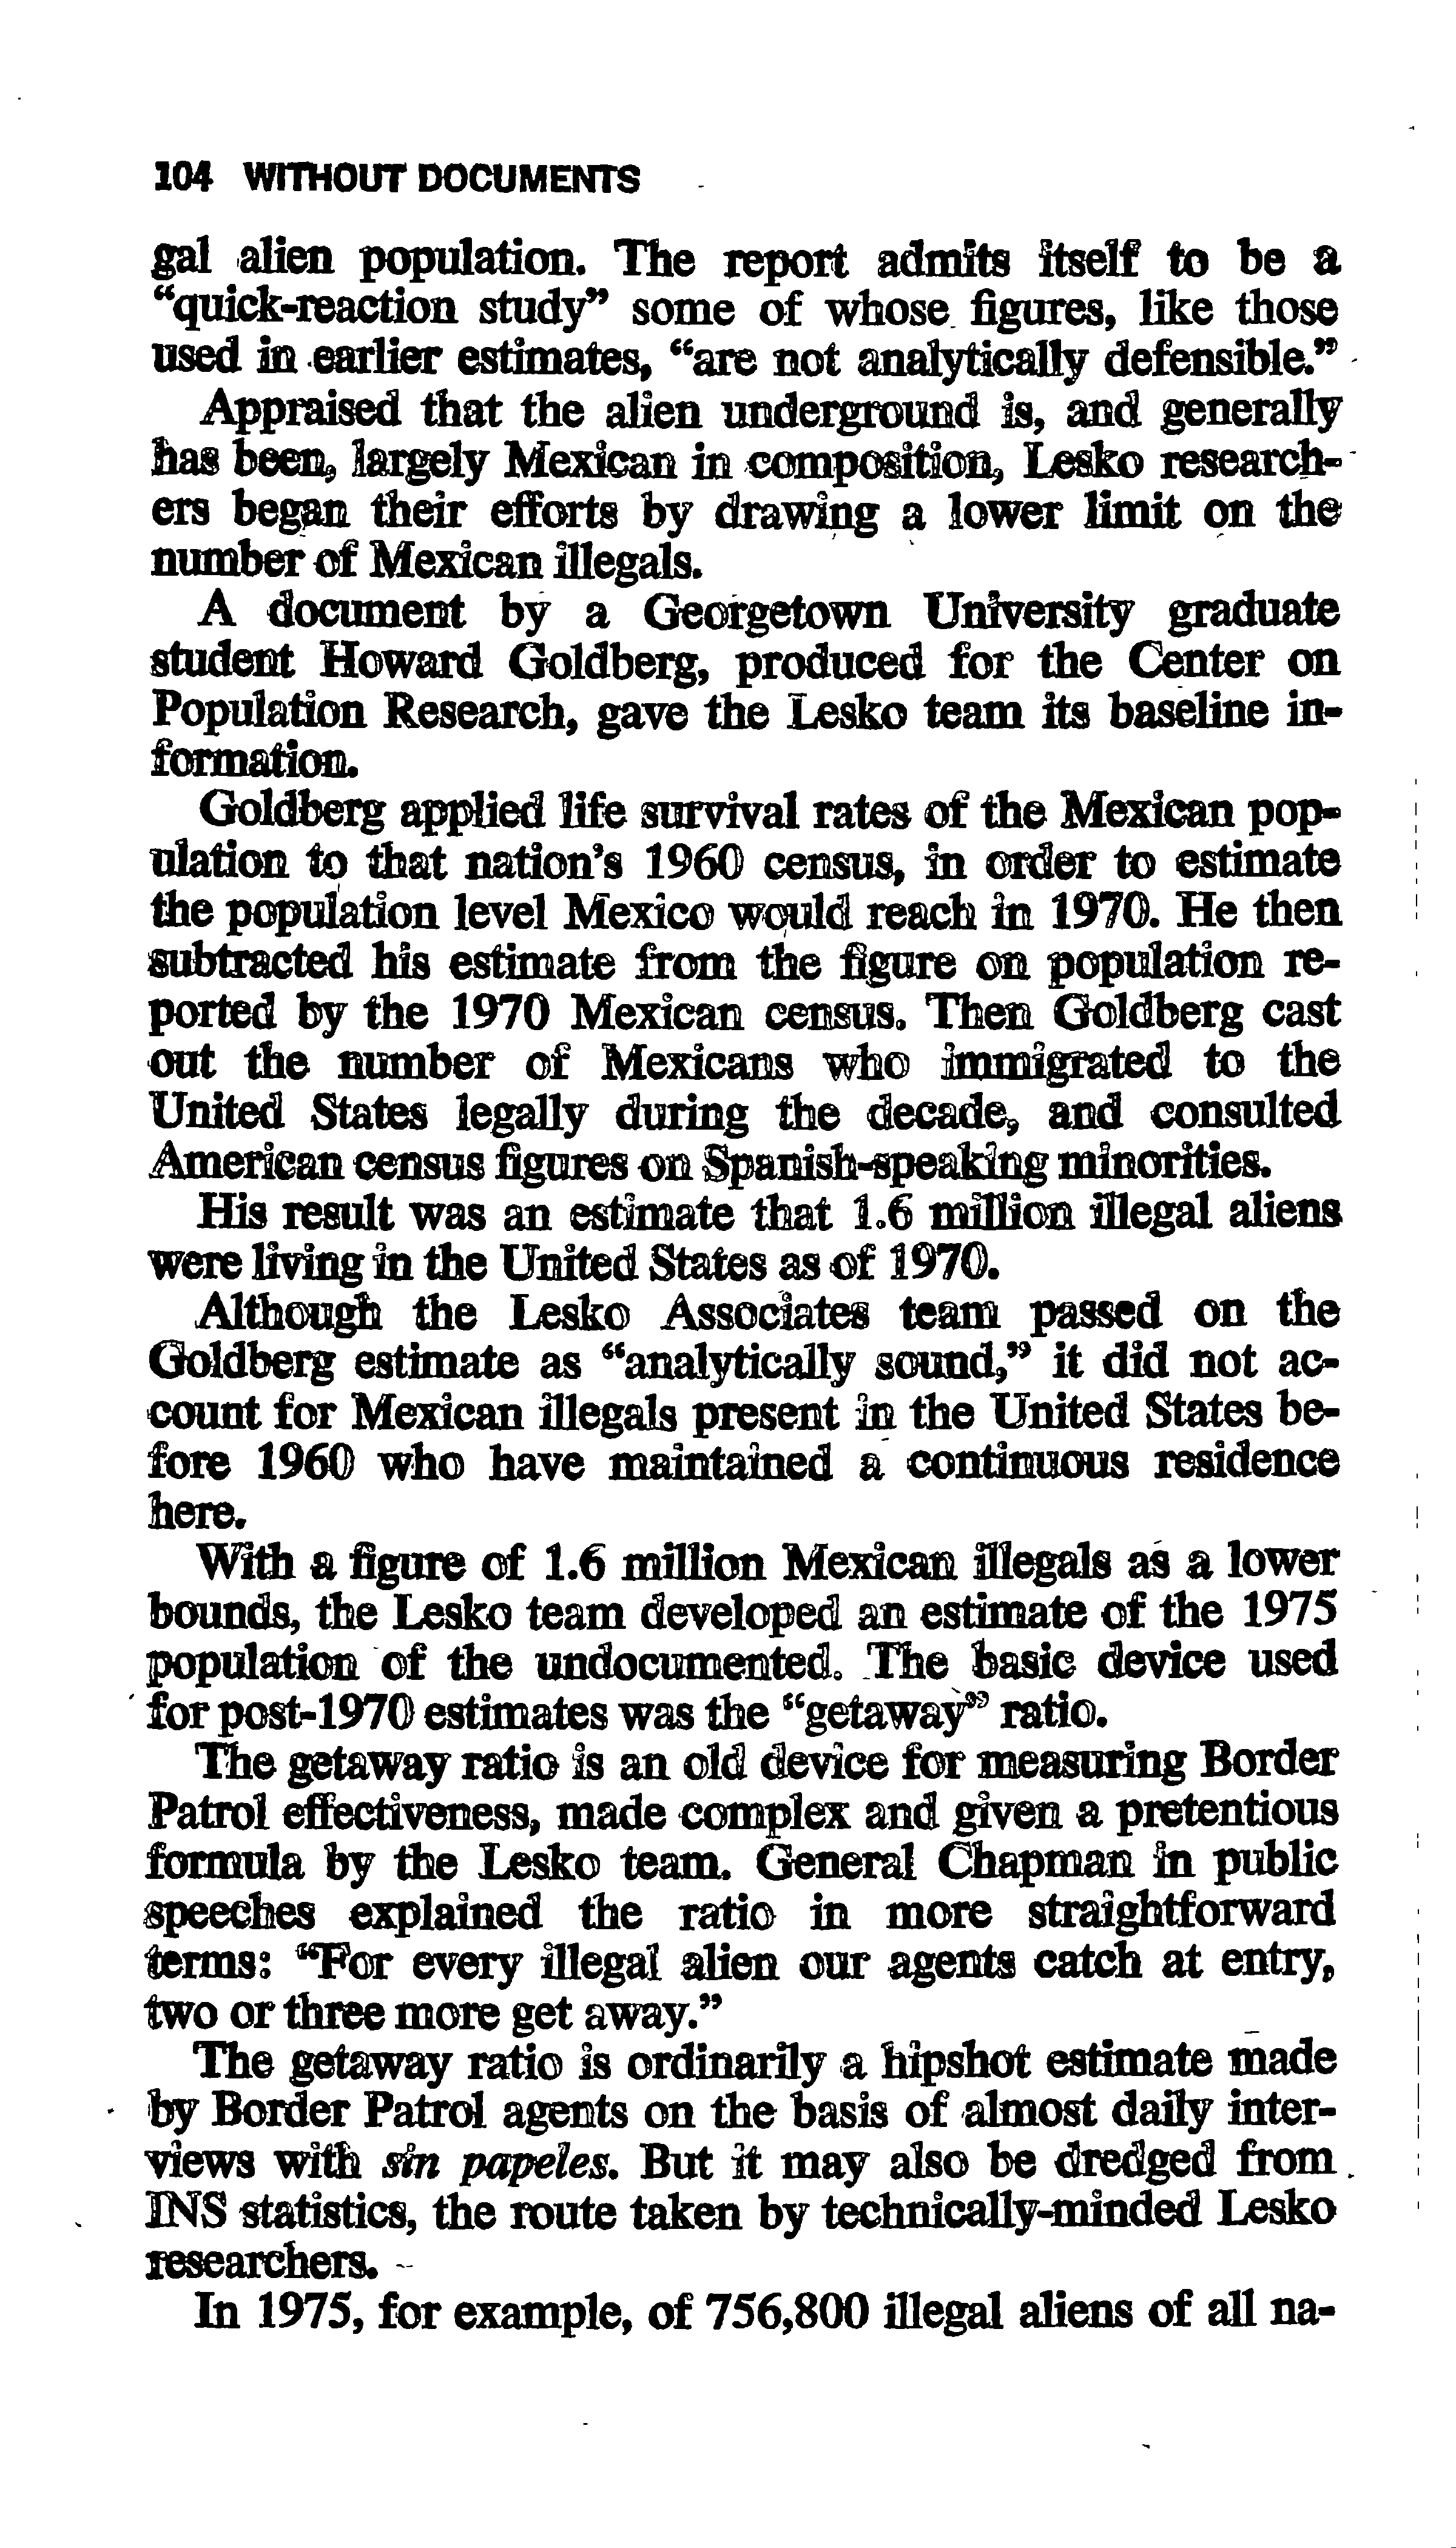 104 WITHOUT DOCUMENTS
gal alien population. The report admits itself to be a
“quick-reaction study” some of whose figures, like those
used in earlier estimates, “are not analytically defensible.”
Appraised that the alien underground is, and generally
has been, largely Mexican in composition, Lesko research-
ers began their efforts by drawing a lower limit on the
number of Mexican illegals.
A document by a Georgetown University graduate
student Howard Goldberg, produced for the Center on
Population Research, gave the Lesko team its baseline in-
formation.
Goldberg applied life survival rates of the Mexican pop-
ulation to that nation’s 1960 census, in order to estimate
the population level Mexico would reach in 1970. He then
subtracted his estimate from the figure on population re-
ported by the 1970 Mexican census. Then Goldberg cast
out the number of Mexicans who immigrated to the
United States legally during the decade, and consulted
American census figures on Spanish-speaking minorities.
His result was an estimate that 1.6 million illegal aliens
were living in the United States as of 1970.
Although the Lesko Associates team passed on the
Goldberg estimate as “analytically sound,” it did not ac-
count for Mexican illegals present in the United States be-
fore 1960 who have maintained a continuous residence
here.
With a figure of 1.6 million Mexican illegals as a lower
bounds, the Lesko team developed an estimate of the 1975
population of the undocumented. The basic device used
for post-1970 estimates was the “getaway” ratio.
The getaway ratio is an old device for measuring Border
Patrol effectiveness, made complex and given a pretentious
formula by the Lesko team. General Chapman in public
speeches explained the ratio in more straightforward
terms: “For every illegal alien our agents catch at entry,
two or three more get away.”
The getaway ratio is ordinarily a hipshot estimate made
by Border Patrol agents on the basis of almost daily inter-
views with sin papeles. But it may also be dredged from
INS statistics, the route taken by technically-minded Lesko
researchers.
In 1975, for example, of 756,800 illegal aliens of all na-